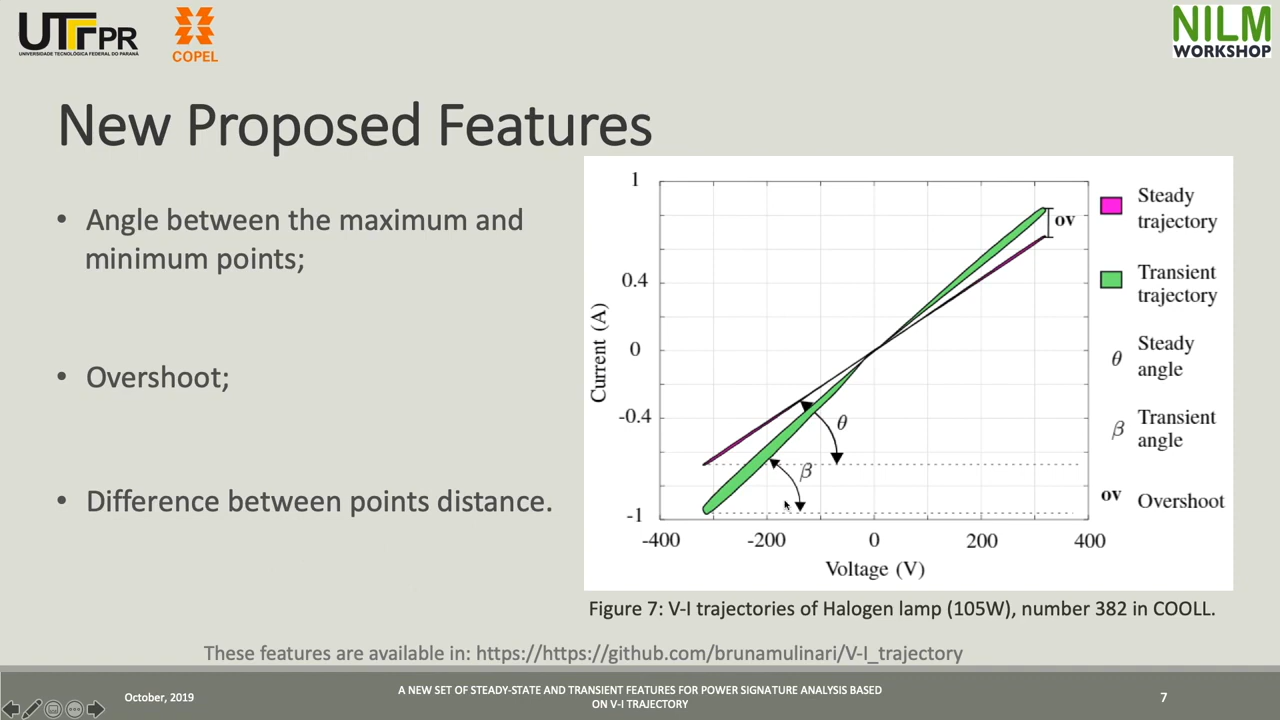 UTFPR
UNIVERSIDADE TECNOLÓGICA FEDERAL DO PARANÁ
COPEL
NILM
WORKSHOP
New Proposed Features
• Angle between the maximum and
minimum points;
• Overshoot;
• Difference between points distance.
1
0.4
0
-0.4
-1
Current (A)
-400
-200
0
200
400
Voltage (V)
ov
θ
β
Steady
trajectory
Transient
trajectory
θ Steady
angle
β Transient
angle
ov Overshoot
Figure 7: V-I trajectories of Halogen lamp (105W), number 382 in COOLL.
These features are available in: https://https://github.com/brunamulinari/V-I_trajectory
October, 2019
A NEW SET OF STEADY-STATE AND TRANSIENT FEATURES FOR POWER SIGNATURE ANALYSIS BASED
ON V-I TRAJECTORY
7